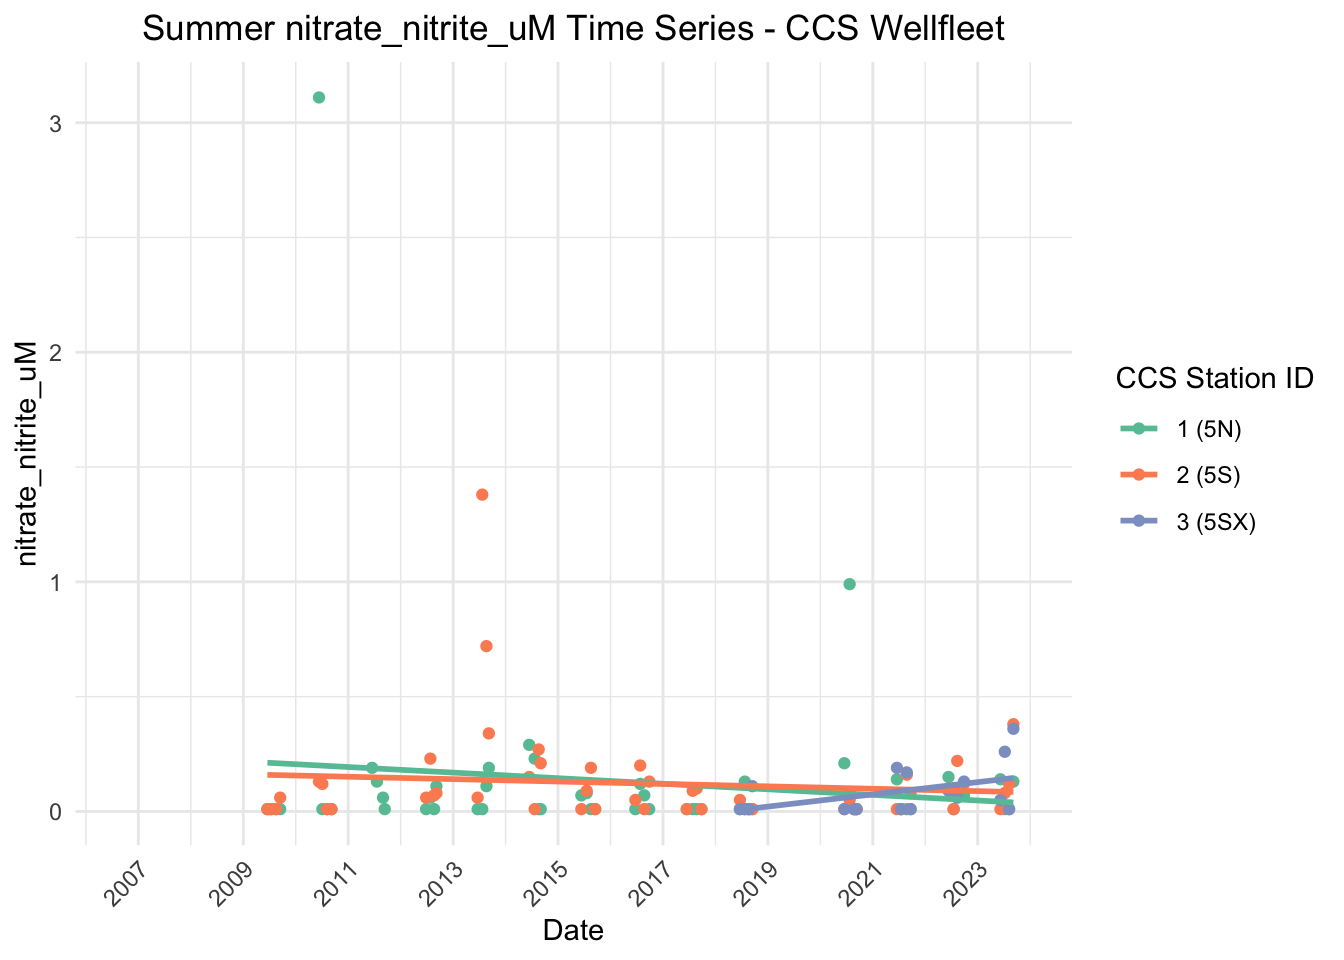 Summer nitrate_nitrite_uM Time Series - CCS Wellfleet
nitrate_nitrite_uM
3
2
1
0
2007
2009
2011
2013
2015
2017
2019
2021
2023
Date
CCS Station ID
1 (5N)
2 (5S)
3 (5SX)